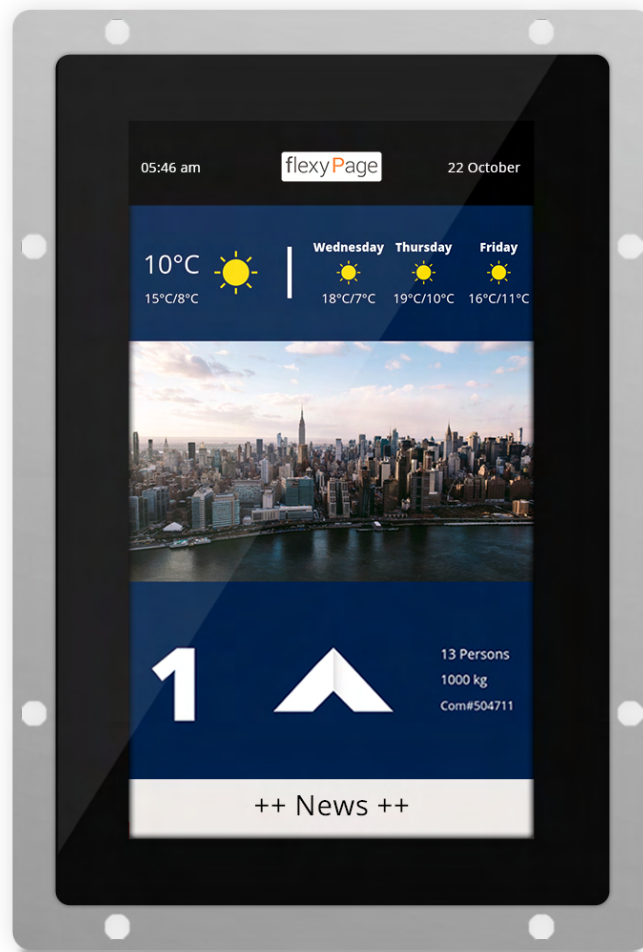 05:46 am
flexyPage
22 October
10°C
15°C/8°C
Wednesday
Thursday
Friday
18°C/7°C
19°C/10°C
16°C/11°C
1
13 Persons
1000 kg
Com#504711
++ News ++